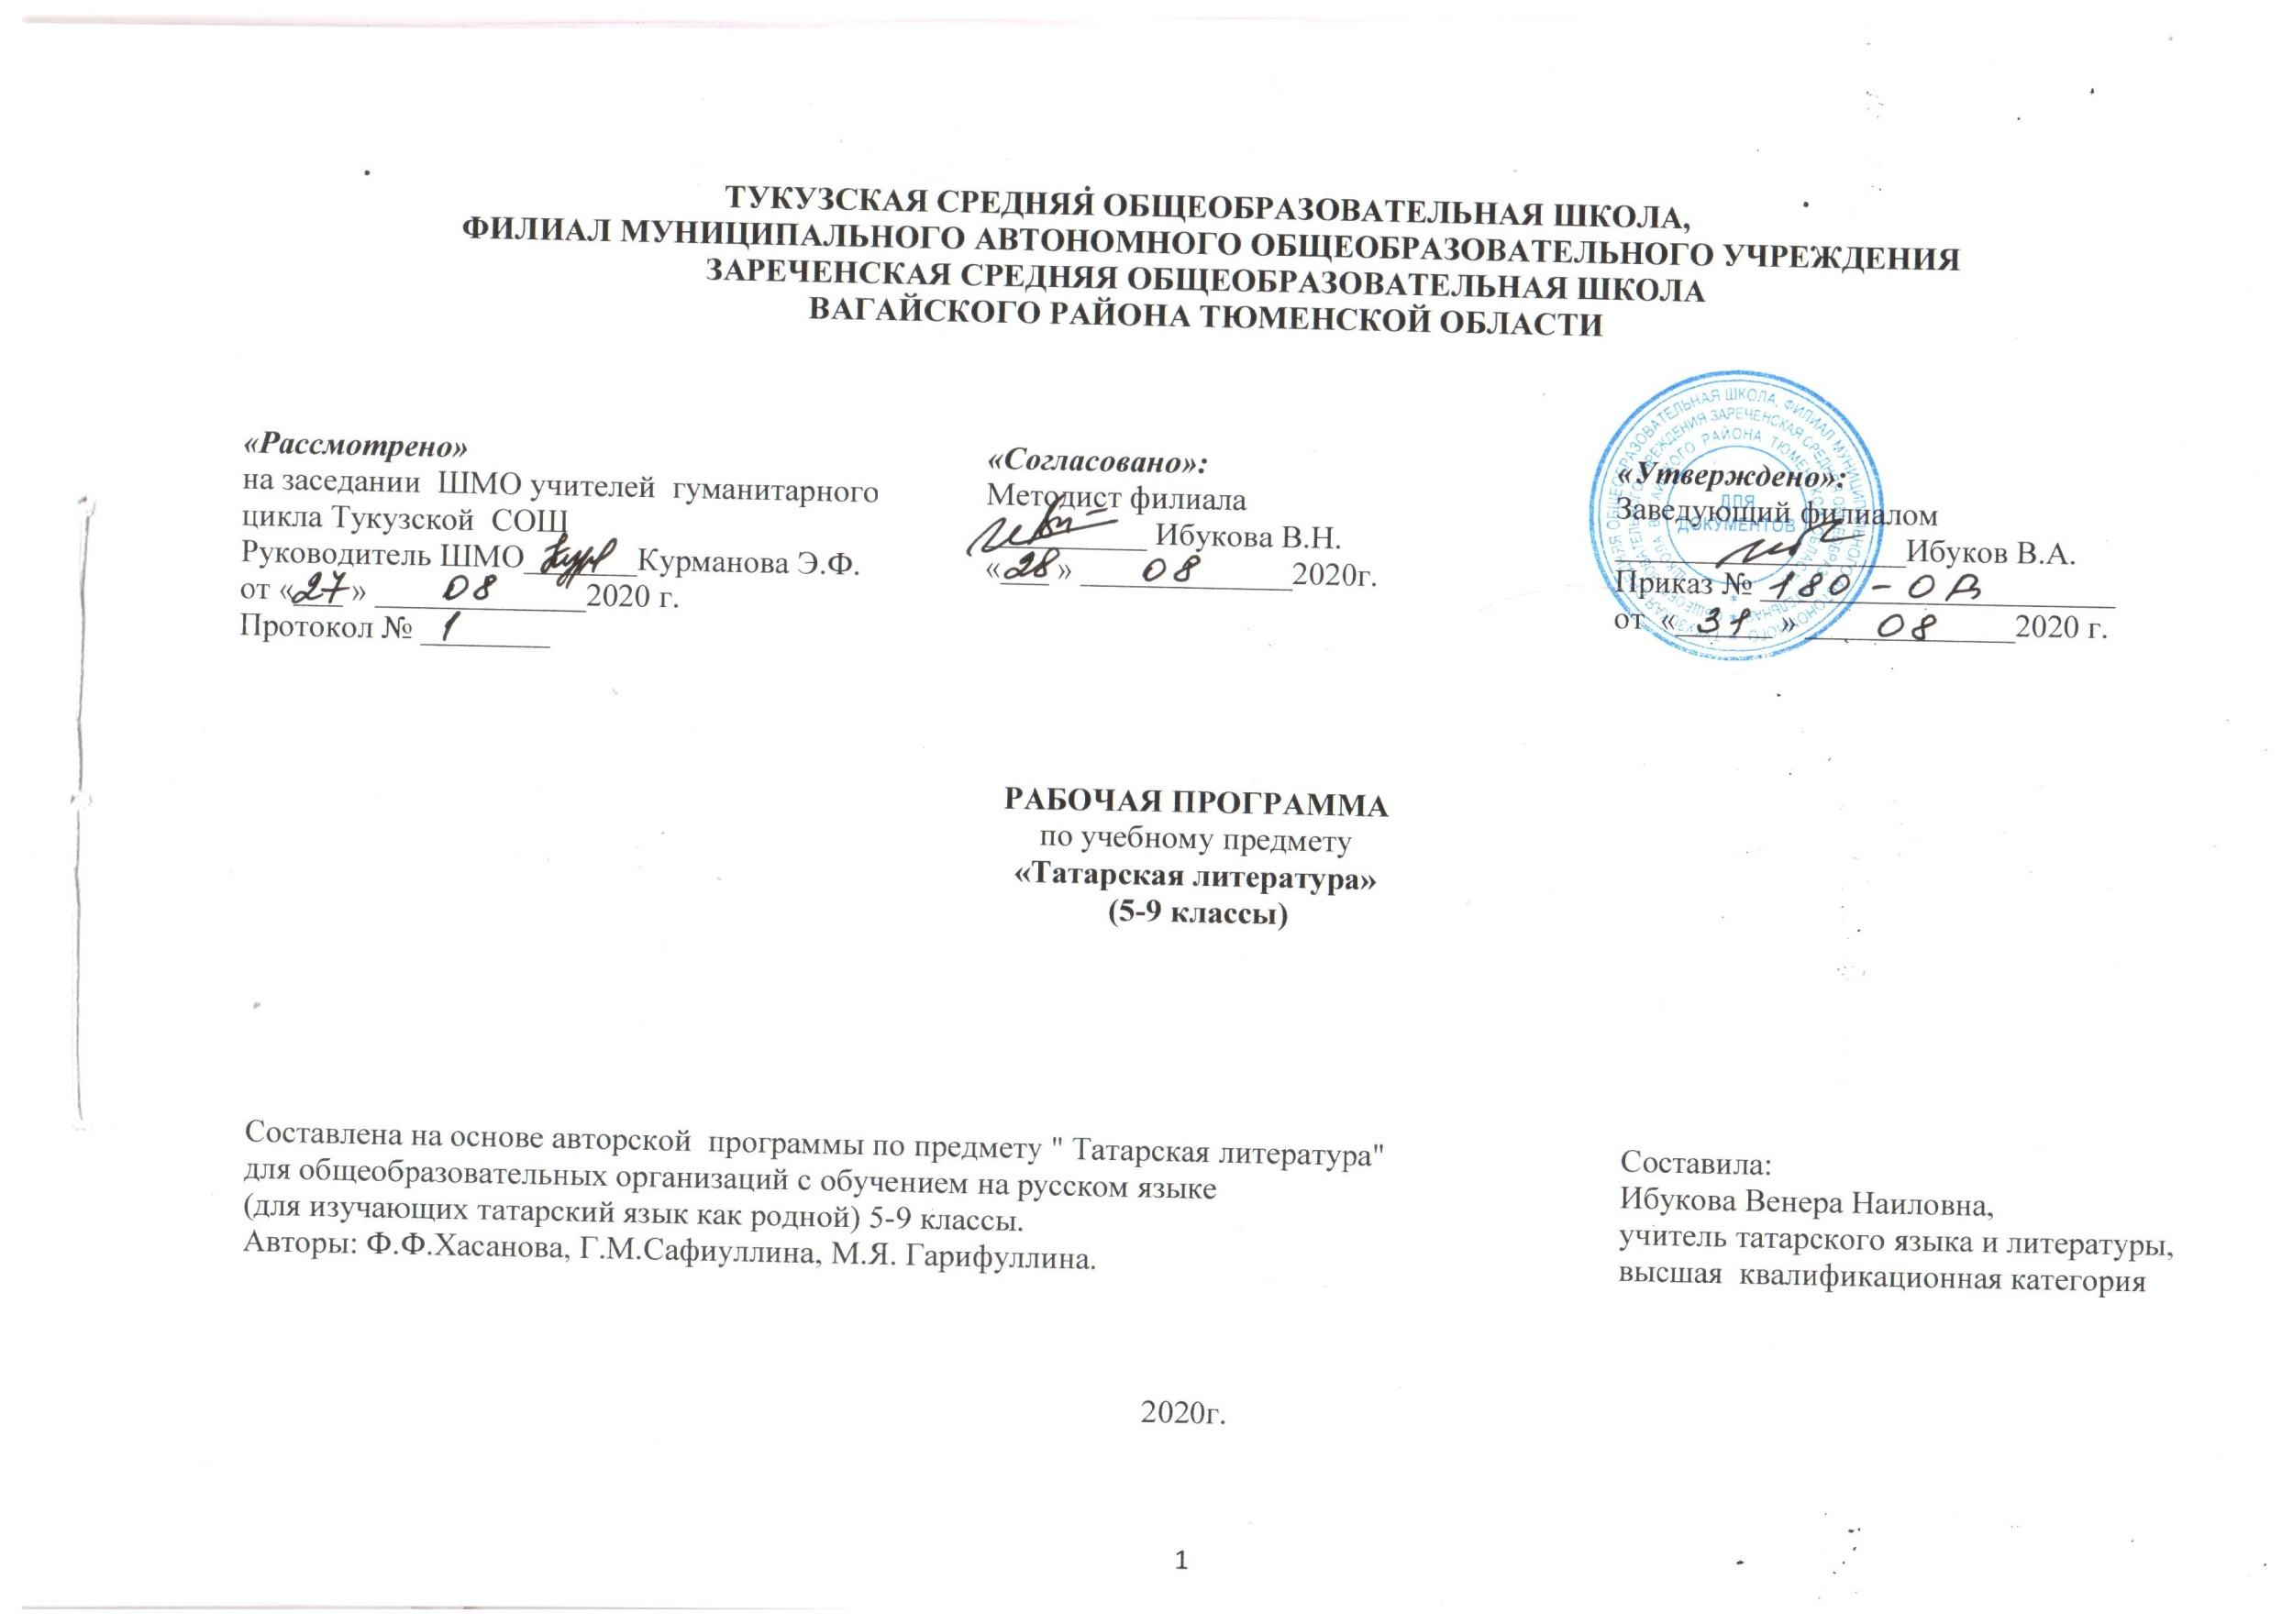 ТУКУЗСКАЯ СРЕДНЯЯ ОБЩЕОБРАЗОВАТЕЛЬНАЯ ШКОЛА,
ФИЛИАЛ МУНИЦИПАЛЬНОГО АВТОНОМНОГО ОБЩЕОБРАЗОВАТЕЛЬНОГО УЧРЕЖДЕНИЯ
ЗАРЕЧЕНСКАЯ СРЕДНЯЯ ОБЩЕОБРАЗОВАТЕЛЬНАЯ ШКОЛА
ВАГАЙСКОГО РАЙОНА ТЮМЕНСКОЙ ОБЛАСТИ
«Рассмотрено»
на заседании ШМО учителей гуманитарного
цикла Тукузской СОШ
Руководитель ШМО_______Курманова Э.Ф.
от «27» 08 2020 г.
Протокол № 1
«Согласовано»:
Методист филиала
__________ Ибукова В.Н.
«28» 08 2020г.
«Утверждено»:
Заведующий филиалом
__________________Ибуков В.А.
Приказ № 180-ОД
от «31» 08 2020 г.
ДЛЯ
ДОКУМЕНТОВ
РАБОЧАЯ ПРОГРАММА
по учебному предмету
«Татарская литература»
(5-9 классы)
Составлена на основе авторской программы по предмету " Татарская литература"
для общеобразовательных организаций с обучением на русском языке
(для изучающих татарский язык как родной) 5-9 классы.
Авторы: Ф.Ф.Хасанова, Г.М.Сафиуллина, М.Я. Гарифуллина.
Составила:
Ибукова Венера Наиловна,
учитель татарского языка и литературы,
высшая квалификационная категория
2020г.
1